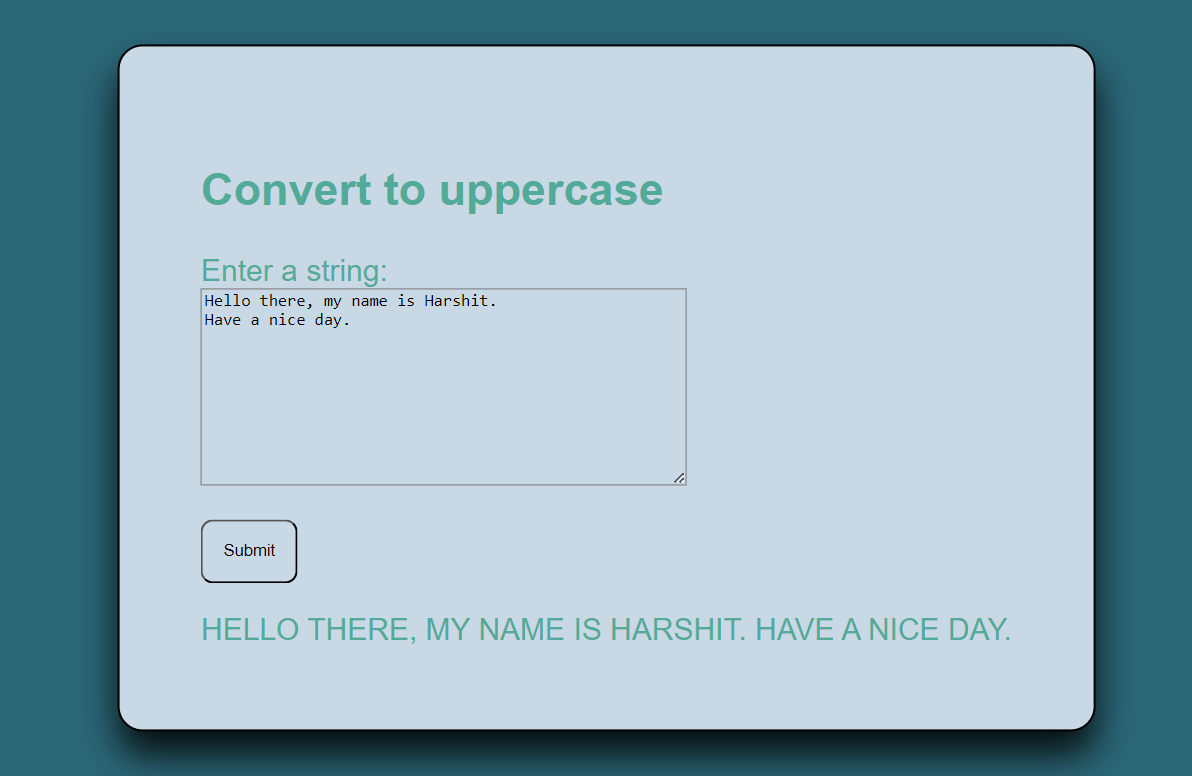 Convert to uppercase
Enter a string:
Hello there, my name is Harshit.
Have a nice day.
Submit
HELLO THERE, MY NAME IS HARSHIT. HAVE A NICE DAY.